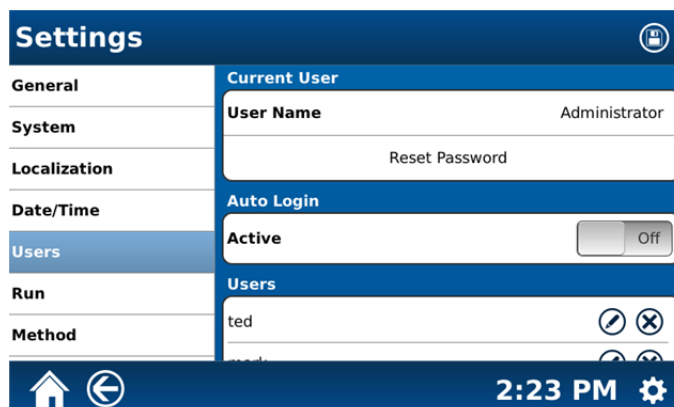 Settings
General
System
Localization
Date/Time
Users
Run
Method
Current User
User Name Administrator
Reset Password
Auto Login
Active Off
Users
ted
2:23 PM